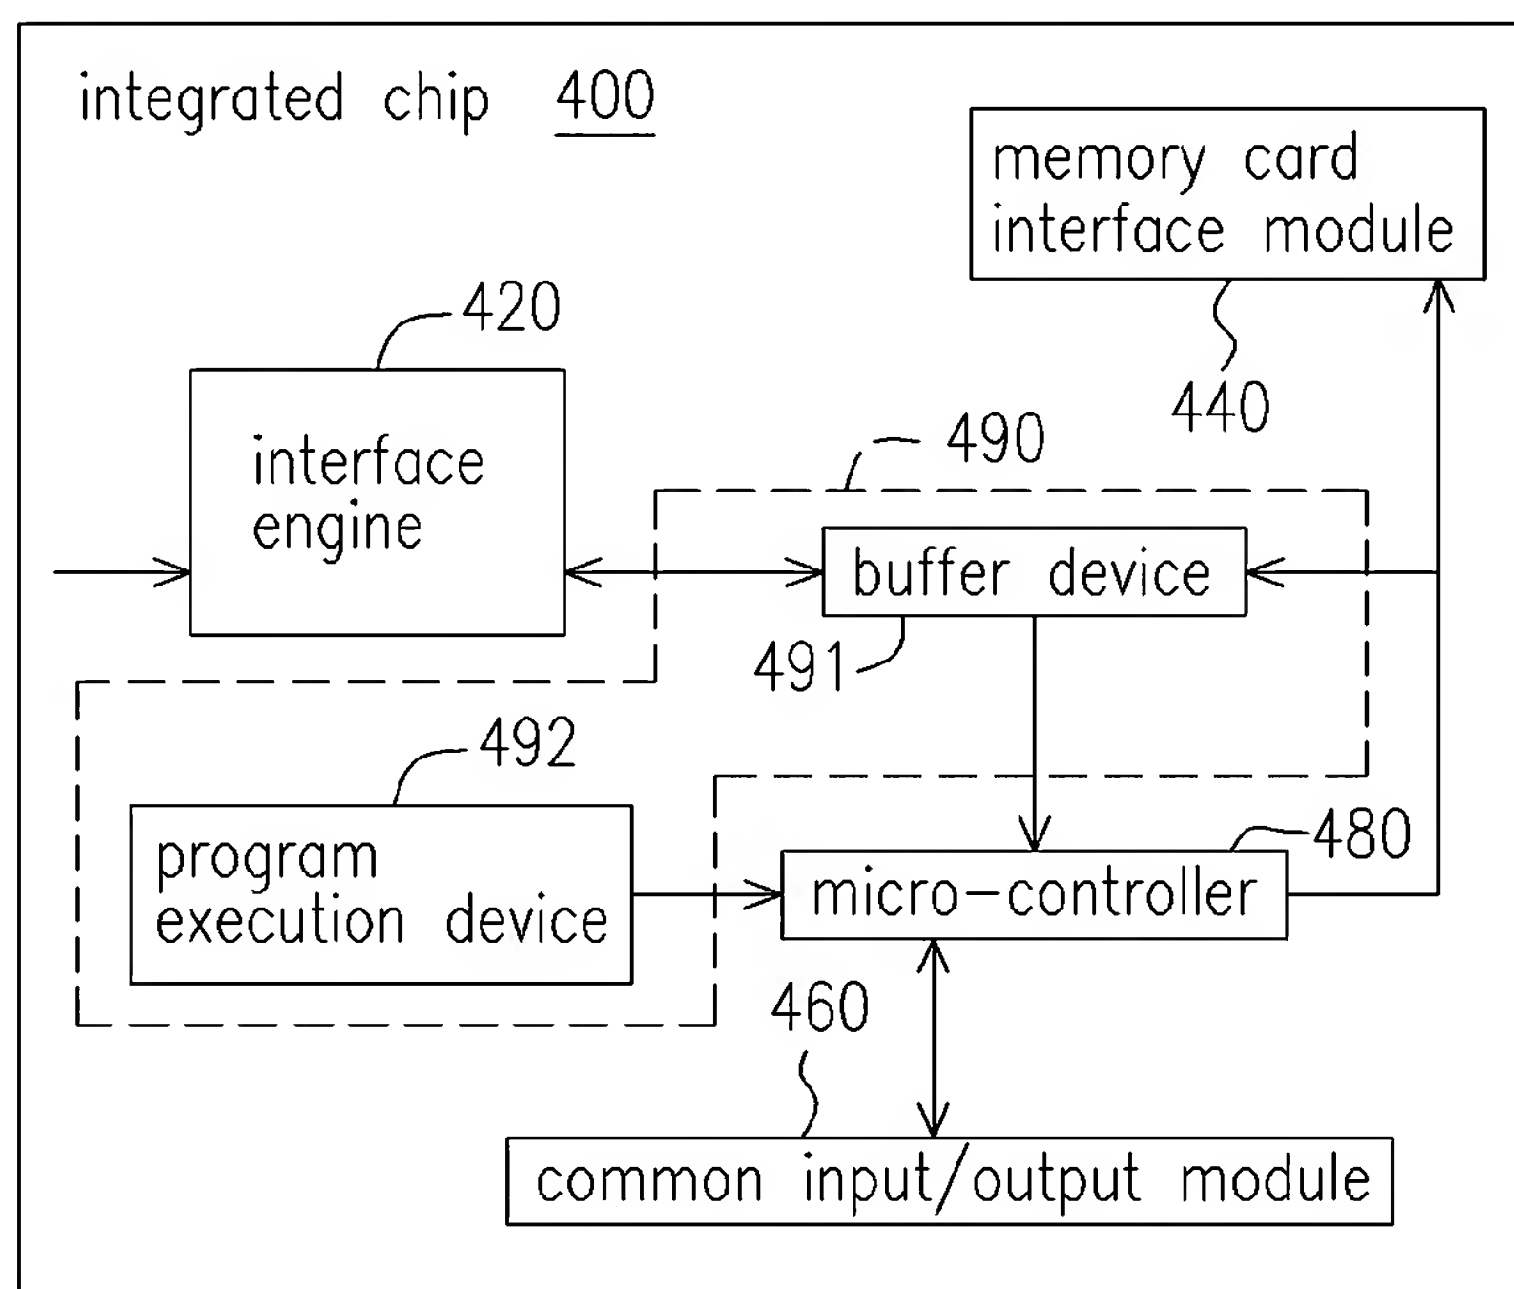 integrated chip 400
memory card
interface module
420
440
interface
engine
490
buffer device
491
492
program
execution device
480
micro-controller
460
common input/output module